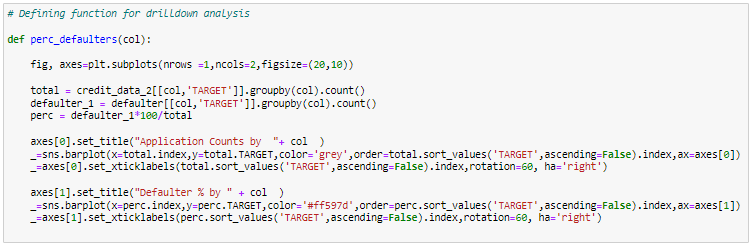 # Defining function for drilldown analysis
def perc_defaulters(col):
fig, axes=plt.subplots(nrows =1,ncols=2,figsize=(20,10))
total = credit_data_2[[col,'TARGET']].groupby(col).count()
defaulter_1 = defaulter[[col,'TARGET']].groupby(col).count()
perc = defaulter_1*100/total
axes[0].set_title("Application Counts by  "+ col  )
_=sns.barplot(x=total.index,y=total.TARGET,color='grey',order=total.sort_values('TARGET',ascending=False).index,ax=axes[0])
_=axes[0].set_xticklabels(total.sort_values('TARGET',ascending=False).index,rotation=60, ha='right')
axes[1].set_title("Defaulter % by " + col  )
_=sns.barplot(x=perc.index,y=perc.TARGET,color='#ff597d',order=perc.sort_values('TARGET',ascending=False).index,ax=axes[1])
_=axes[1].set_xticklabels(perc.sort_values('TARGET',ascending=False).index,rotation=60, ha='right')